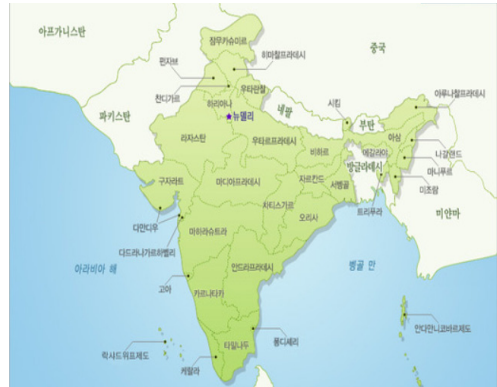 아프가니스탄
잠무카슈미르
중국
히마찰프라데시
펀자브
찬디가르
우타란찰
하리아나
아루나찰프라데시
파키스탄
★뉴델리
네팔
시킴
부탄
아삼
라자스탄
우타르프라데시
비하르
메갈라야
나갈랜드
방글라데시
마니푸르
구자라트
마디아프라데시
자르칸드
서벵골
미조람
트리푸라
미얀마
차티스가르
오리사
다만디우
마하라슈트라
다드라나가르하벨리
아라비아 해
안드라프라데시
벵골 만
고아
카르나타카
안다만니코바르제도
퐁디셰리
타밀나두
락샤드위프제도
케랄라